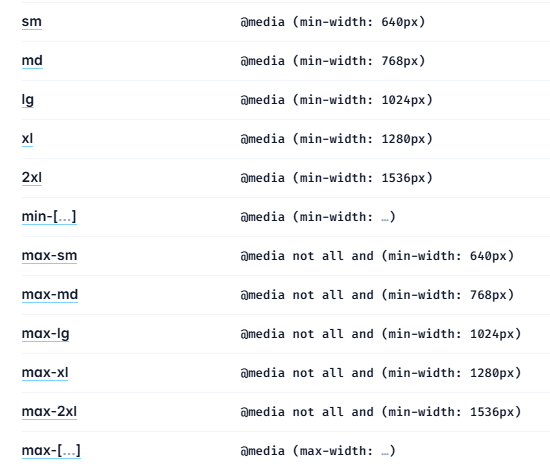 sm @media (min-width: 640px)
md @media (min-width: 768px)
lg @media (min-width: 1024px)
xl @media (min-width: 1280px)
2xl @media (min-width: 1536px)
min-[…] @media (min-width: …)
max-sm @media not all and (min-width: 640px)
max-md @media not all and (min-width: 768px)
max-lg @media not all and (min-width: 1024px)
max-xl @media not all and (min-width: 1280px)
max-2xl @media not all and (min-width: 1536px)
max-[…] @media (max-width: …)